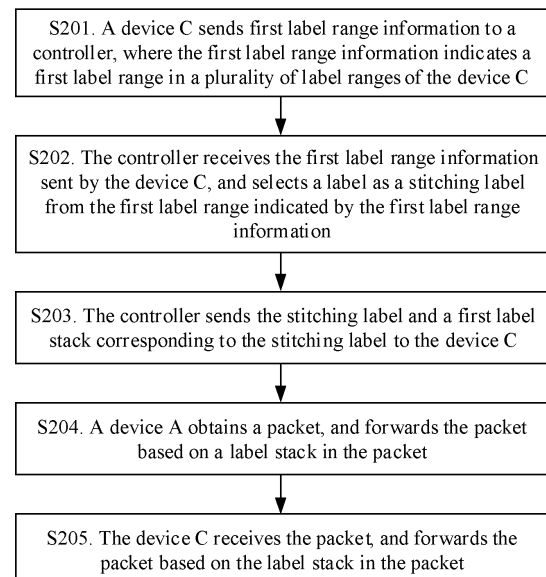 S201. A device C sends first label range information to a
controller, where the first label range information indicates a
first label range in a plurality of label ranges of the device C
S202. The controller receives the first label range information
sent by the device C, and selects a label as a stitching label
from the first label range indicated by the first label range
information
S203. The controller sends the stitching label and a first label
stack corresponding to the stitching label to the device C
S204. A device A obtains a packet, and forwards the packet
based on a label stack in the packet
S205. The device C receives the packet, and forwards the
packet based on the label stack in the packet